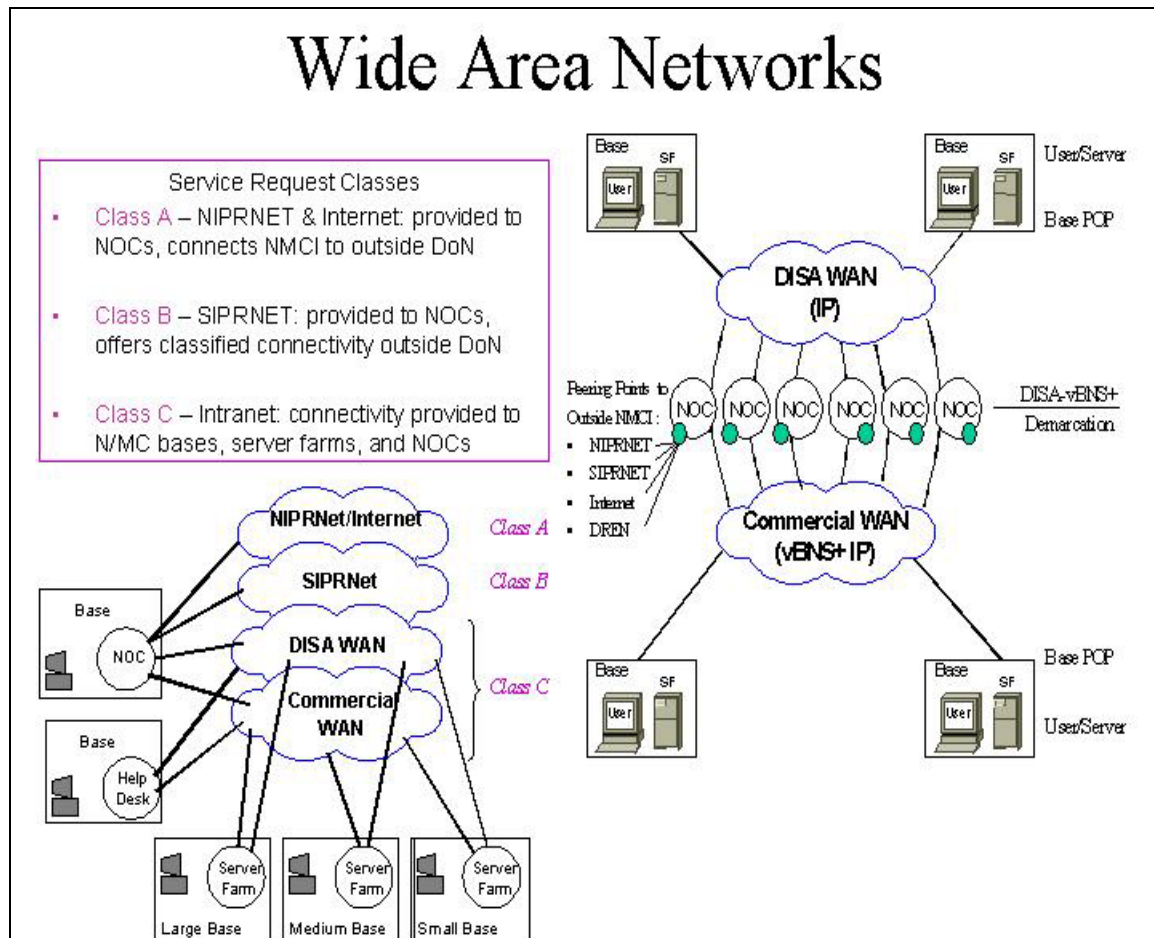 Wide Area Networks
Service Request Classes
▪ Class A – NIPRNET & Internet: provided to
NOCs, connects NMCI to outside DoN
▪ Class B – SIPRNET: provided to NOCs,
offers classified connectivity outside DoN
▪ Class C – Intranet: connectivity provided to
N/MC bases, server farms, and NOCs
NIPRNet/Internet
Class A
SIPRNet
Class B
DISA WAN
Commercial
WAN
Class C
Base
NOC
Base
Help
Desk
Server
Farm
Large Base
Server
Farm
Medium Base
Server
Farm
Small Base
Base
SF
User
Base
SF
User
User/Server
Base POP
DISA WAN
(IP)
Peering Points to
Outside NMCI :
▪ NIPRNET
▪ SIPRNET
▪ Internet
▪ DREN
NOC
NOC
NOC
NOC
NOC
NOC
DISA-vBNS+
Demarcation
Commercial WAN
(vBNS+ IP)
Base
SF
User
Base
SF
User
Base POP
User/Server